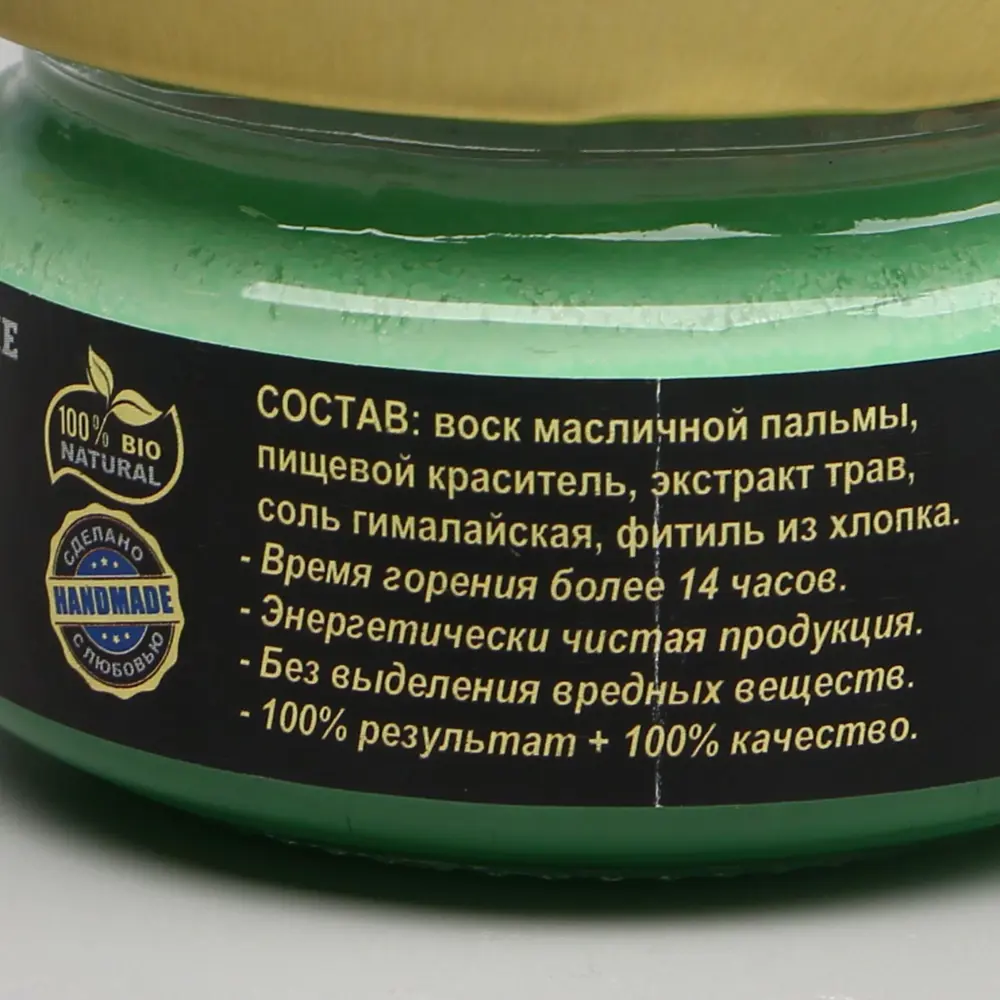 E
100% BIO
NATURAL
СДЕЛАНО
HANDMADE
С ЛЮБОВЬЮ
СОСТАВ: воск масличной пальмы,
пищевой краситель, экстракт трав,
соль гималайская, фитиль из хлопка.
- Время горения более 14 часов.
- Энергетически чистая продукция.
- Без выделения вредных веществ.
- 100% результат + 100% качество.